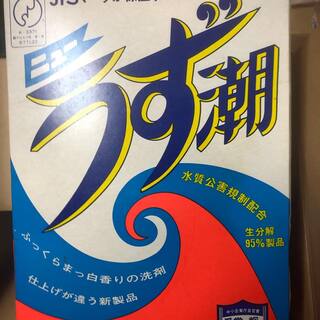 ニュー
うず潮
水質公害規制配合
生分解
95%製品
ふっくらまっ白香りの洗剤
仕上げが違う新製品